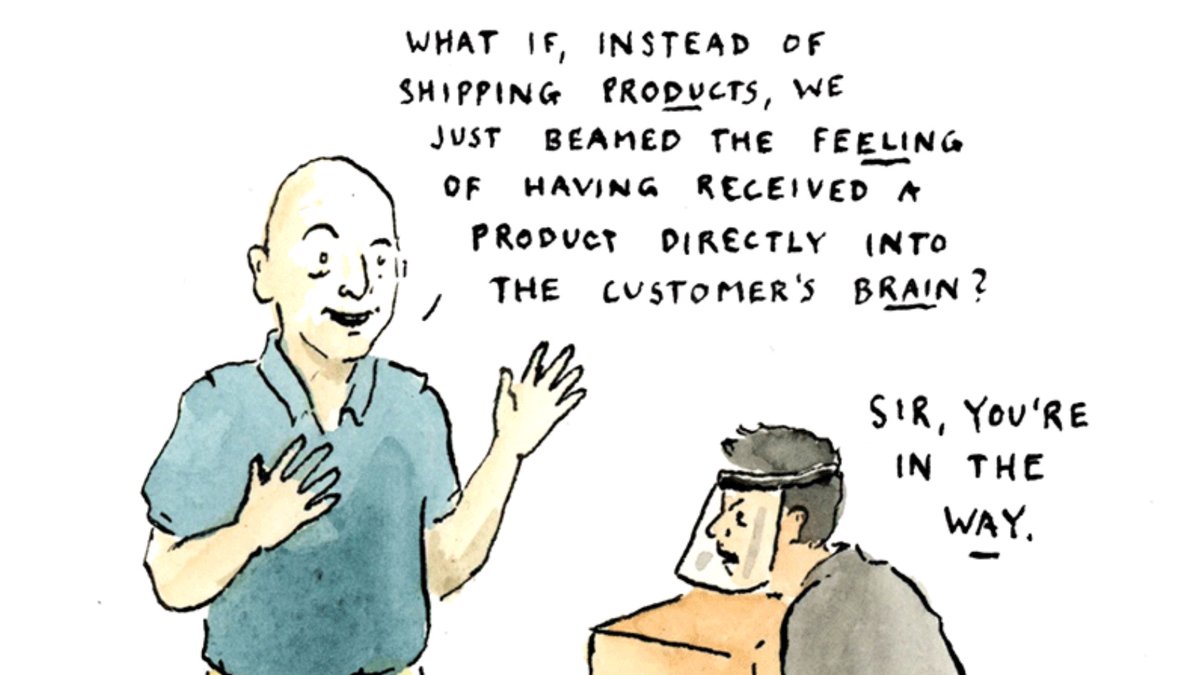 WHAT IF, INSTEAD OF
SHIPPING PRODUCTS, WE
JUST BEAMED THE FEELING
OF HAVING RECEIVED A
PRODUCT DIRECTLY INTO
THE CUSTOMER'S BRAIN?
SIR, YOU'RE
IN THE
WAY.